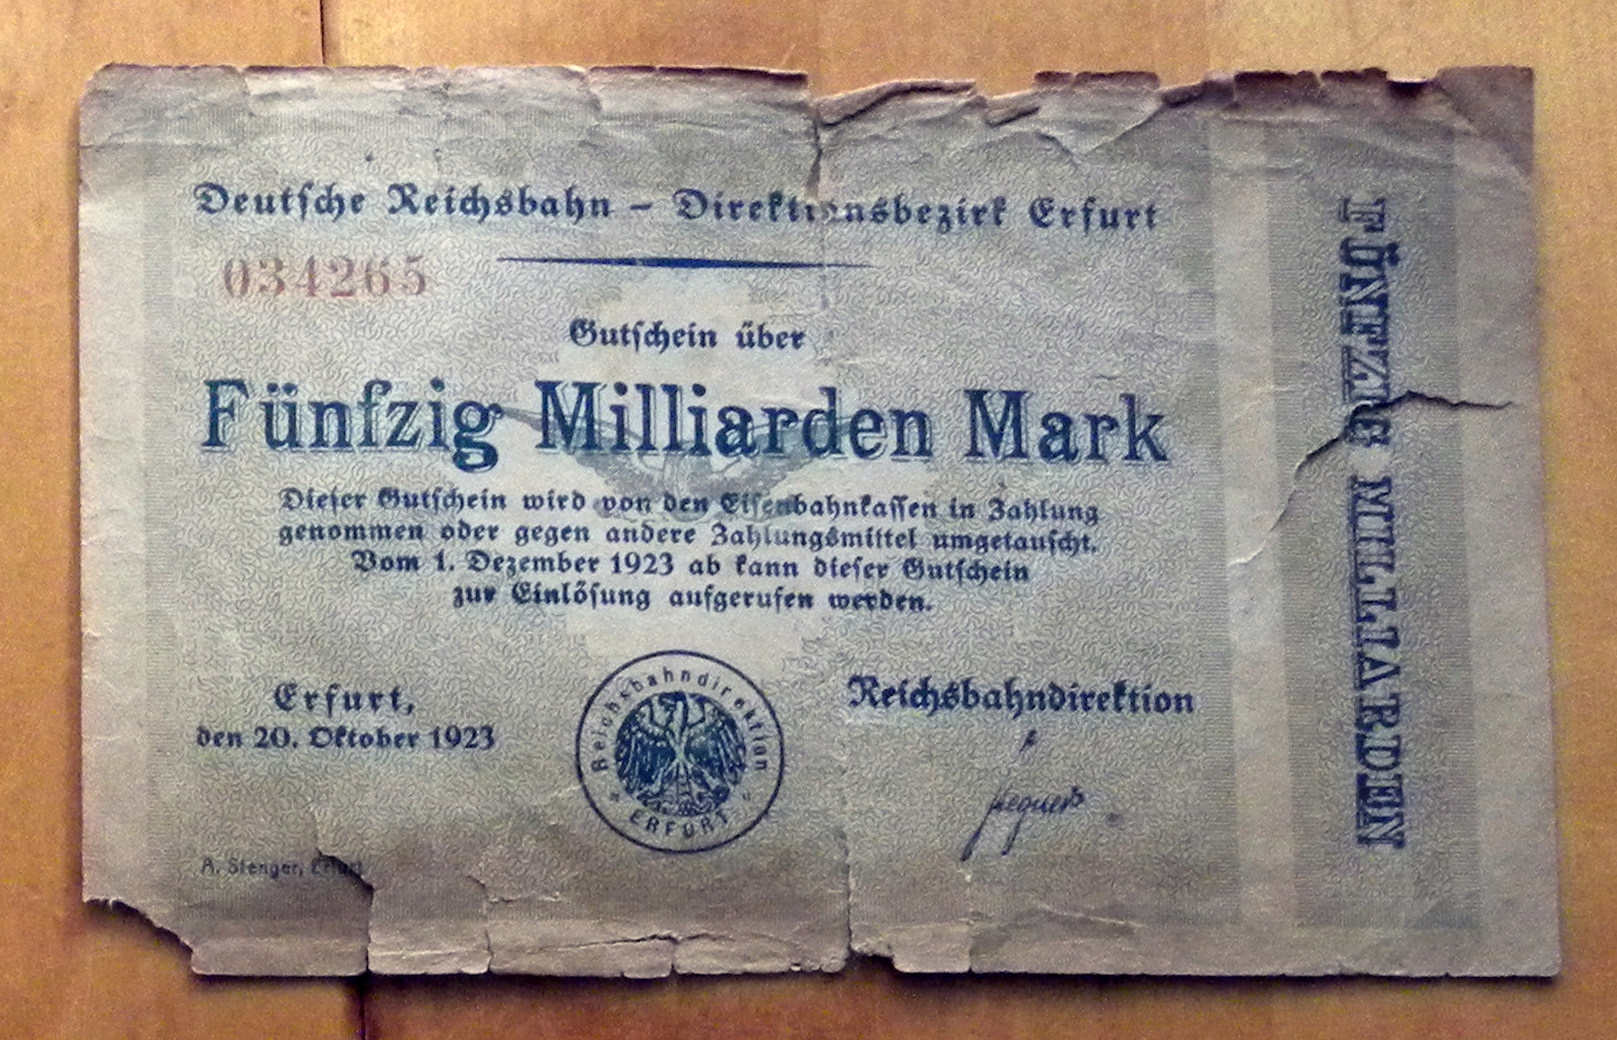 Deutsche Reichsbahn – Direktionsbezirk Erfurt
034265
Gutschein über
Fünfzig Milliarden Mark
Dieser Gutschein wird von den Eisenbahnkassen in Zahlung
genommen oder gegen andere Zahlungsmittel umgetauscht.
Vom 1. Dezember 1923 ab kann dieser Gutschein
zur Einlösung aufgerufen werden.
Erfurt,
den 20. Oktober 1923
Reichsbahndirektion
ERFURT
Reichsbahndirektion
A. Stenger, Erfurt
FÜNFZIG MILLIARDEN